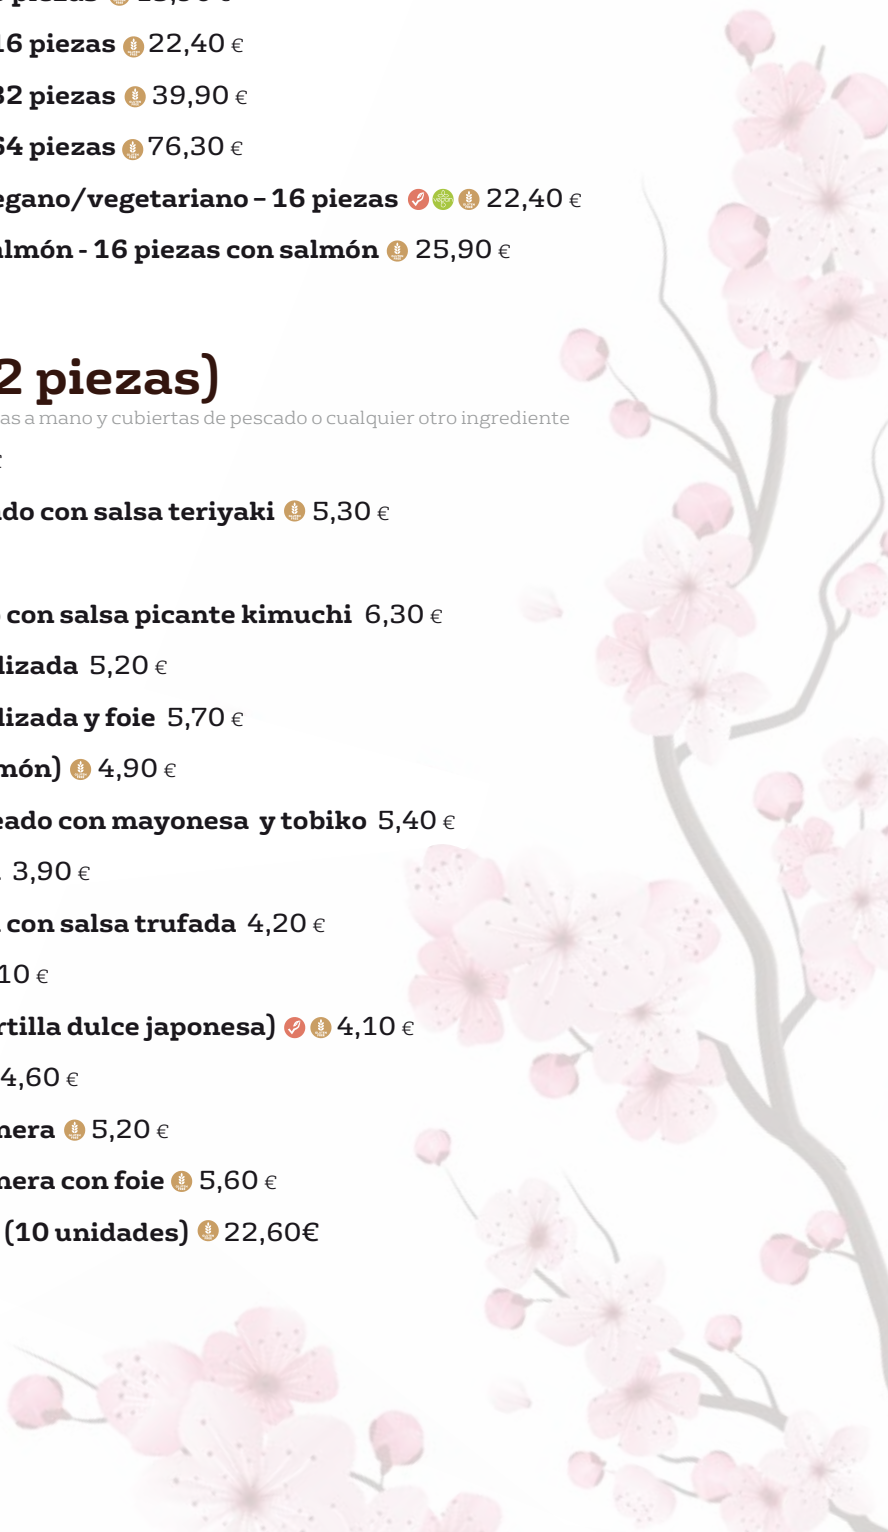 16 piezas 22,40 €
32 piezas 39,90 €
64 piezas 76,30 €
egano/vegetariano – 16 piezas vegan 22,40 €
almón - 16 piezas con salmón 25,90 €
2 piezas)
as a mano y cubiertas de pescado o cualquier otro ingrediente
€
do con salsa teriyaki 5,30 €
con salsa picante kimuchi 6,30 €
lizada 5,20 €
lizada y foie 5,70 €
món) 4,90 €
eado con mayonesa y tobiko 5,40 €
3,90 €
con salsa trufada 4,20 €
10 €
rtilla dulce japonesa) 4,10 €
4,60 €
nera 5,20 €
nera con foie 5,60 €
(10 unidades) 22,60€